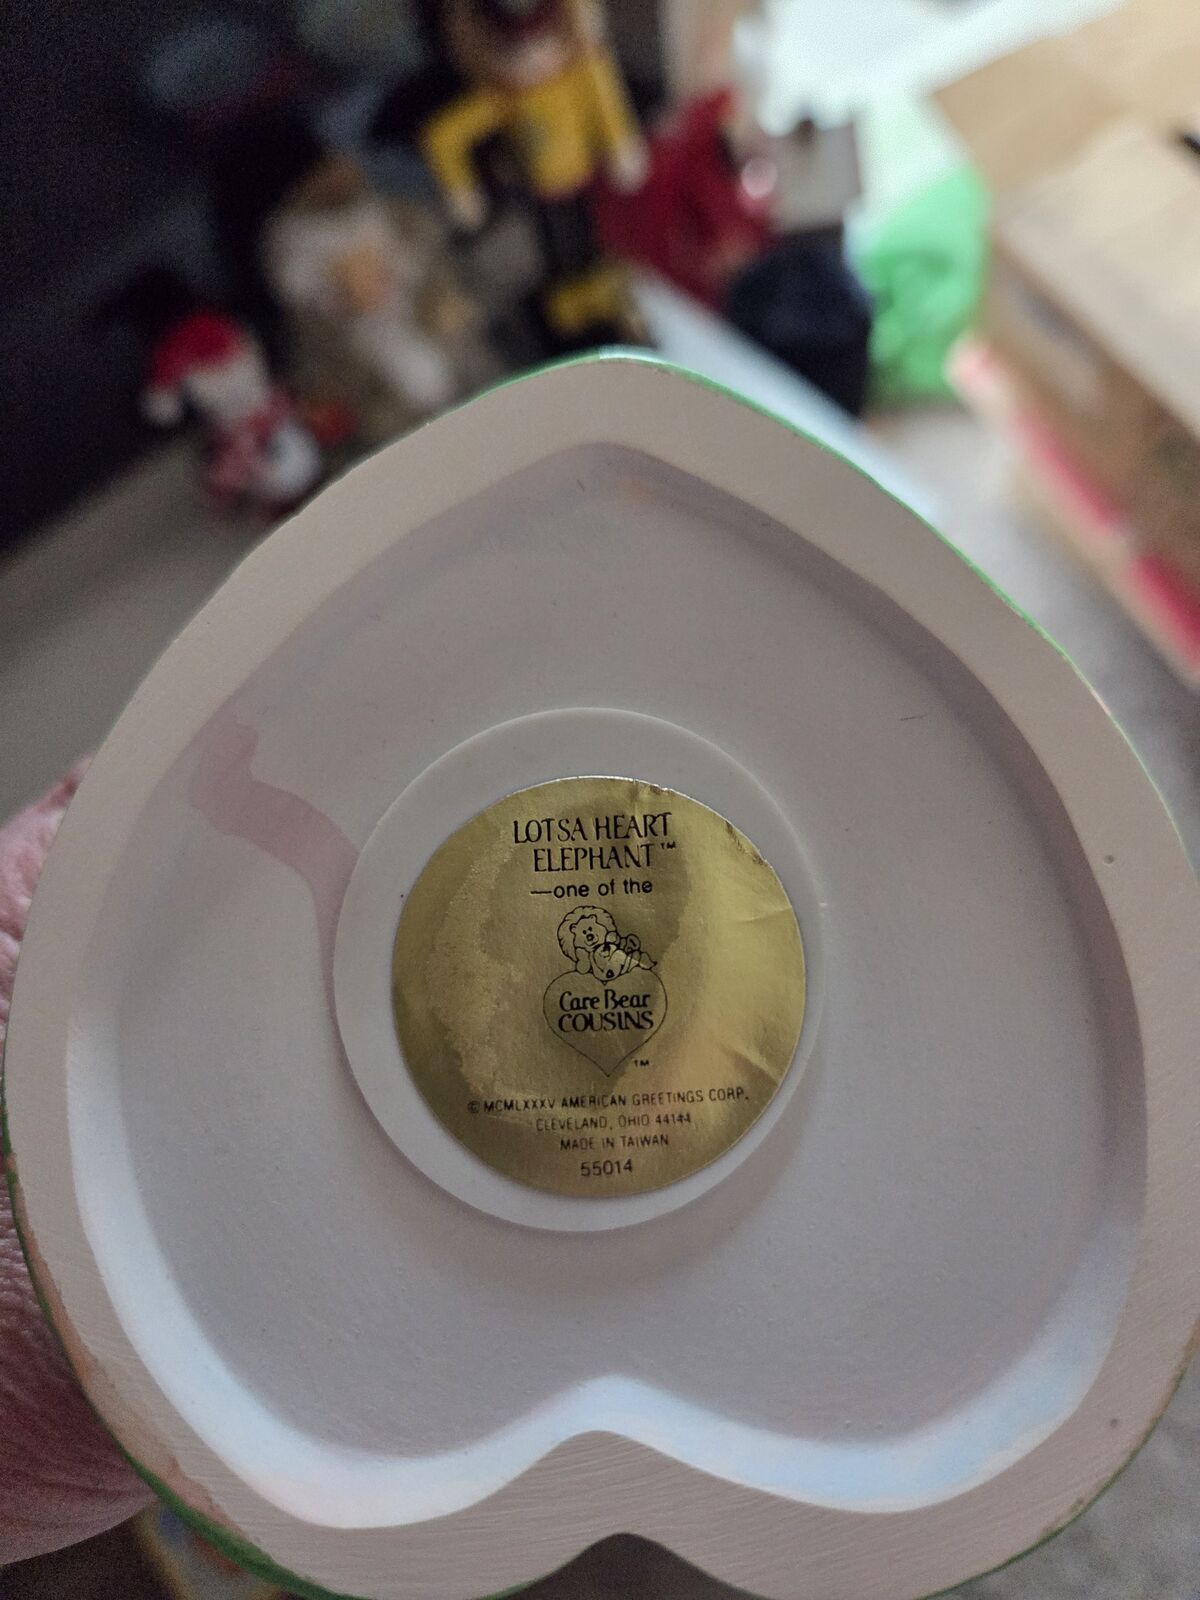 LOTSA HEART
ELEPHANT™
—one of the
Care Bear
COUSINS
™
© MCMLXXXV AMERICAN GREETINGS CORP.
CLEVELAND, OHIO 44144
MADE IN TAIWAN
55014